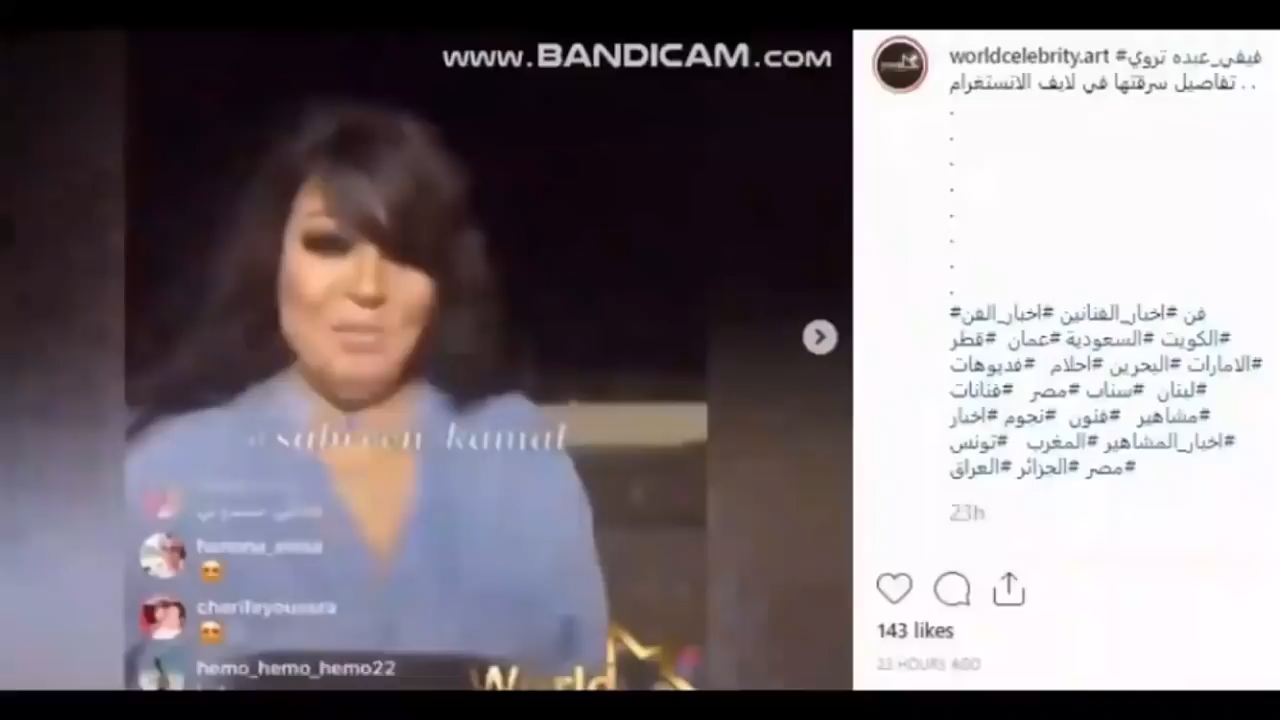 www.BANDICAM.com
worldcelebrity.art #فيفي_عبده تروي
تفاصيل سرقتها في لايف الانستغرام . .
.
.
.
.
.
.
.
.
#فن #اخبار_الفنانين #اخبار_الفن
#الكويت #السعودية #عمان #قطر
#الامارات #البحرين #احلام #فديوهات
#لبنان #سناب #مصر #فنانات
#مشاهير #فنون #نجوم #اخبار
#اخبار_المشاهير #المغرب #تونس
#مصر #الجزائر #العراق
23h
143 likes
cherifeyoussra
hemo_hemo_hemo22
World